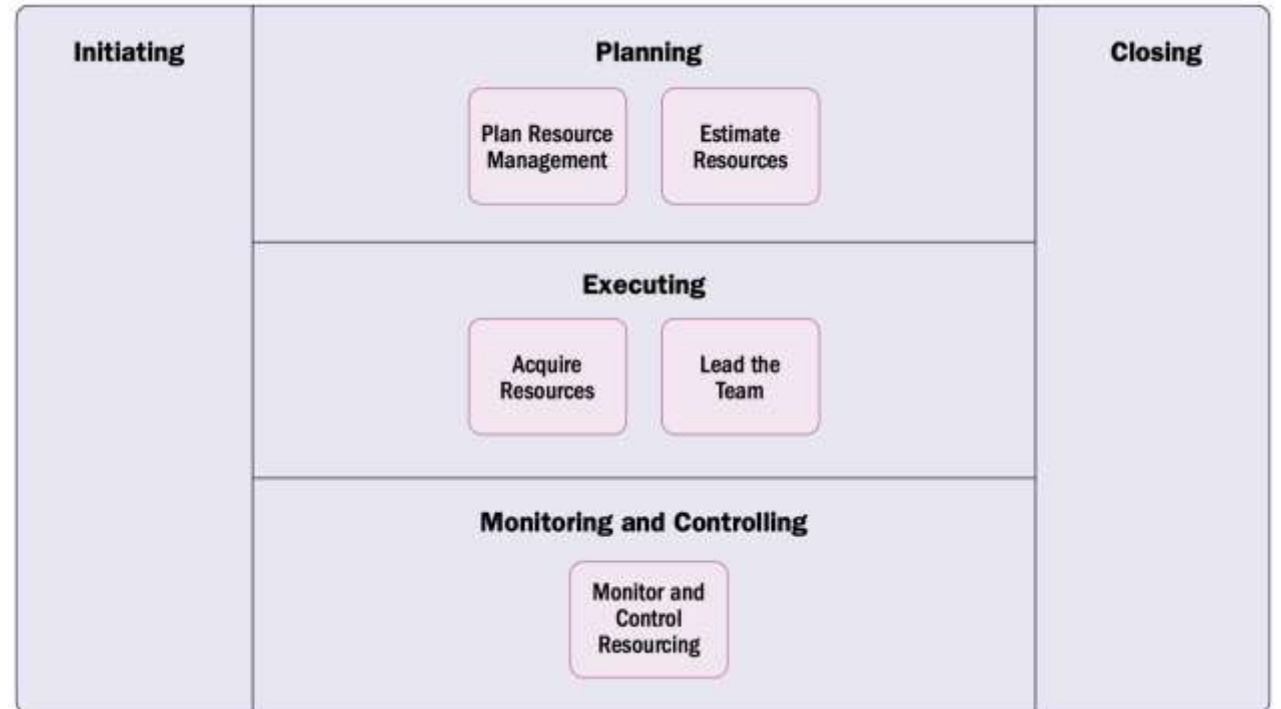 Initiating
Planning
Closing
Plan Resource
Management
Estimate
Resources
Executing
Acquire
Resources
Lead the
Team
Monitoring and Controlling
Monitor and
Control
Resourcing